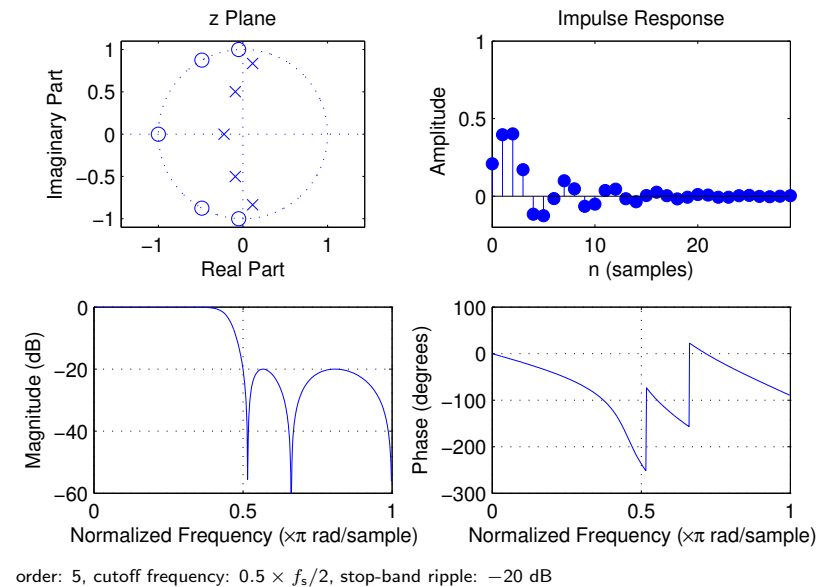 z Plane
1
0.5
0
−0.5
−1
−1
0
1
Imaginary Part
Real Part
Impulse Response
1
0.5
0
0
10
20
Amplitude
n (samples)
0
−20
−40
−60
0
0.5
1
Magnitude (dB)
Normalized Frequency (×π rad/sample)
100
0
−100
−200
−300
0
0.5
1
Phase (degrees)
Normalized Frequency (×π rad/sample)
order: 5, cutoff frequency: 0.5 × fs/2, stop-band ripple: −20 dB